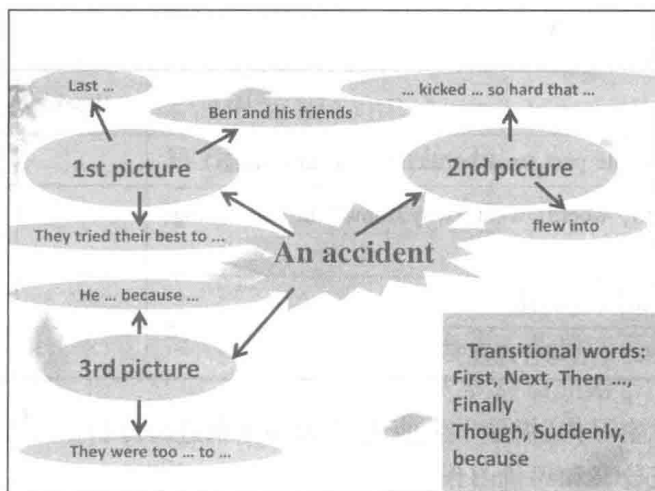 Last ...
... kicked ... so hard that ...
Ben and his friends
1st picture
2nd picture
They tried their best to ...
flew into
An accident
He ... because ...
3rd picture
They were too ... to ...
Transitional words:
First, Next, Then ...,
Finally
Though, Suddenly,
because